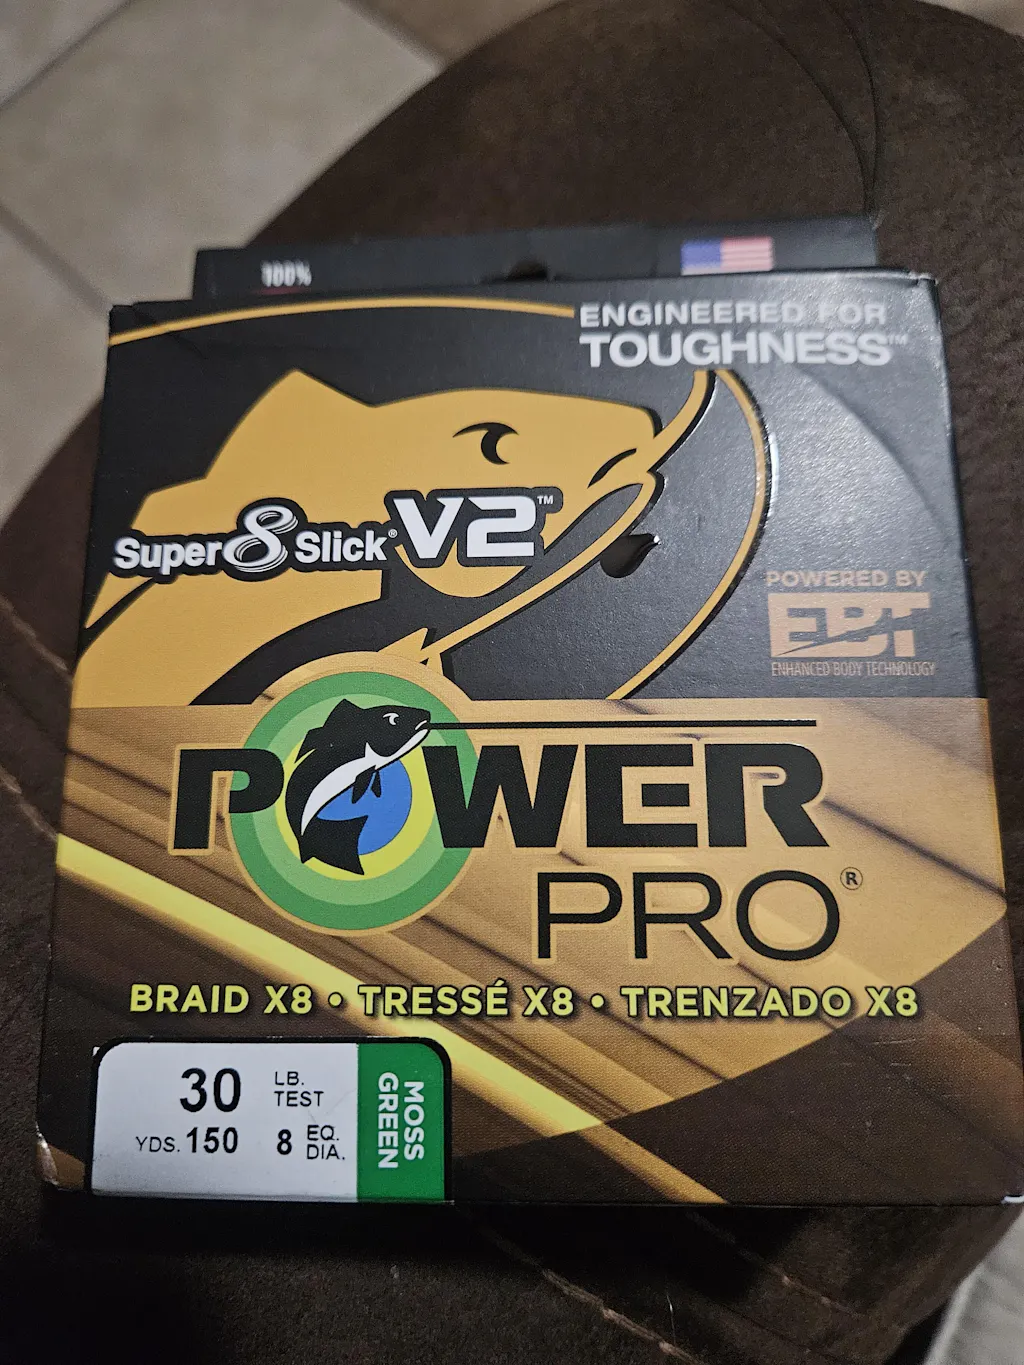 100%
ENGINEERED FOR
TOUGHNESS™
Super 8 Slick® V2™
POWERED BY
EBT
ENHANCED BODY TECHNOLOGY
POWER
PRO®
BRAID X8 • TRESSÉ X8 • TRENZADO X8
30 LB. TEST
YDS. 150 8 EQ. DIA.
MOSS
GREEN